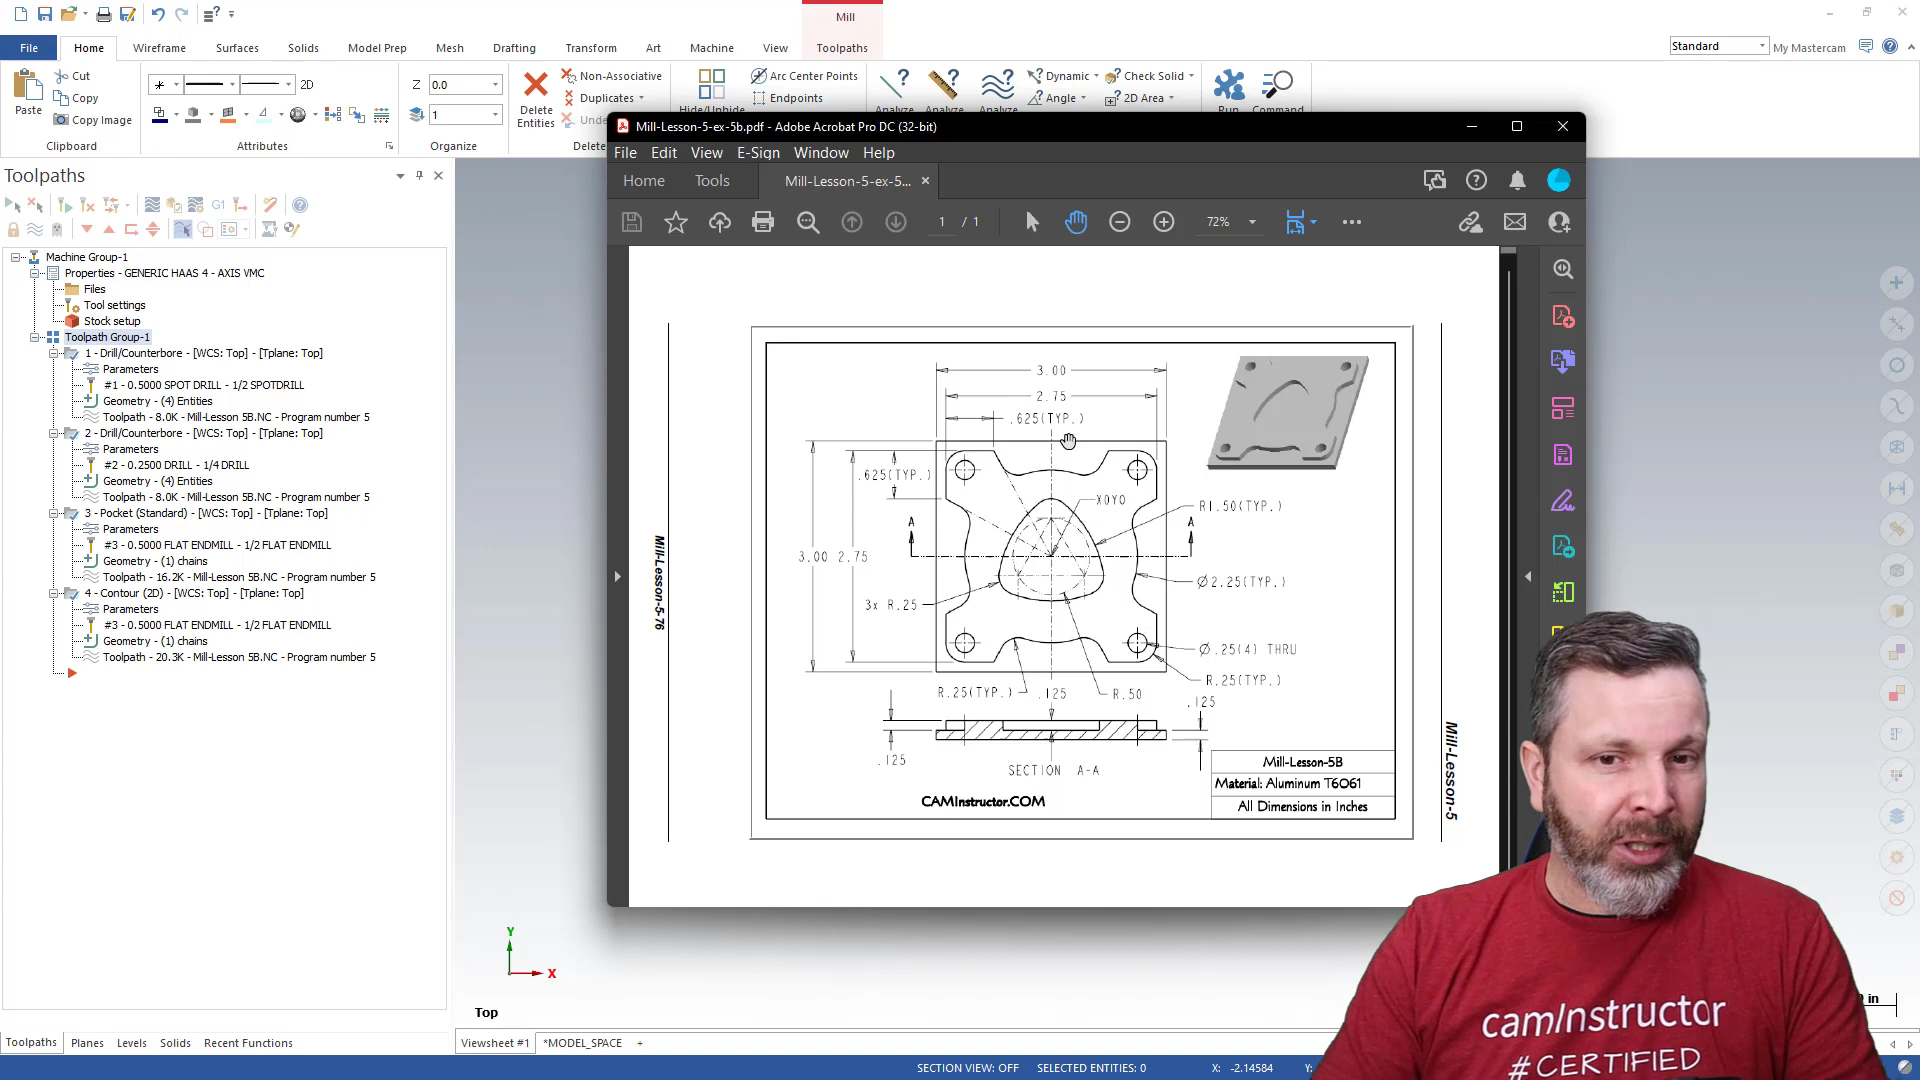 Mill
File Home Wireframe Surfaces Solids Model Prep Mesh Drafting Transform Art Machine View Toolpaths
Standard My Mastercam
Paste Cut Copy Copy Image
Clipboard
2D
Attributes
Z 0.0
1
Organize
Delete Entities
Non-Associative
Duplicates
Delete
Arc Center Points
Endpoints
Hide/Unhide
Analyze Analyze Analyze
Dynamic
Angle
Check Solid
2D Area
Run Command
Toolpaths
G1
Machine Group-1
Properties - GENERIC HAAS 4 - AXIS VMC
Files
Tool settings
Stock setup
Toolpath Group-1
1 - Drill/Counterbore - [WCS: Top] - [Tplane: Top]
Parameters
#1 - 0.5000 SPOT DRILL - 1/2 SPOTDRILL
Geometry - (4) Entities
Toolpath - 8.0K - Mill-Lesson 5B.NC - Program number 5
2 - Drill/Counterbore - [WCS: Top] - [Tplane: Top]
Parameters
#2 - 0.2500 DRILL - 1/4 DRILL
Geometry - (4) Entities
Toolpath - 8.0K - Mill-Lesson 5B.NC - Program number 5
3 - Pocket (Standard) - [WCS: Top] - [Tplane: Top]
Parameters
#3 - 0.5000 FLAT ENDMILL - 1/2 FLAT ENDMILL
Geometry - (1) chains
Toolpath - 16.2K - Mill-Lesson 5B.NC - Program number 5
4 - Contour (2D) - [WCS: Top] - [Tplane: Top]
Parameters
#3 - 0.5000 FLAT ENDMILL - 1/2 FLAT ENDMILL
Geometry - (1) chains
Toolpath - 20.3K - Mill-Lesson 5B.NC - Program number 5
Toolpaths Planes Levels Solids Recent Functions
Mill-Lesson-5-ex-5b.pdf - Adobe Acrobat Pro DC (32-bit)
File Edit View E-Sign Window Help
Home Tools Mill-Lesson-5-ex-5...
1 / 1 72%
3.00
2.75
.625(TYP.)
.625(TYP.)
X0Y0
R1.50(TYP.)
A A
3.00 2.75
Ø2.25(TYP.)
3x R.25
Ø.25(4) THRU
R.25(TYP.)
R.25(TYP.) .125 R.50
.125
.125
SECTION A-A
CAMInstructor.COM
Mill-Lesson-5B
Material: Aluminum T6061
All Dimensions in Inches
Mill-Lesson-5-76
Mill-Lesson-5
Y
X
Top
in
Viewsheet #1 *MODEL_SPACE +
SECTION VIEW: OFF SELECTED ENTITIES: 0 X: -2.14584 Y:
camInstructor
#CERTIFIED